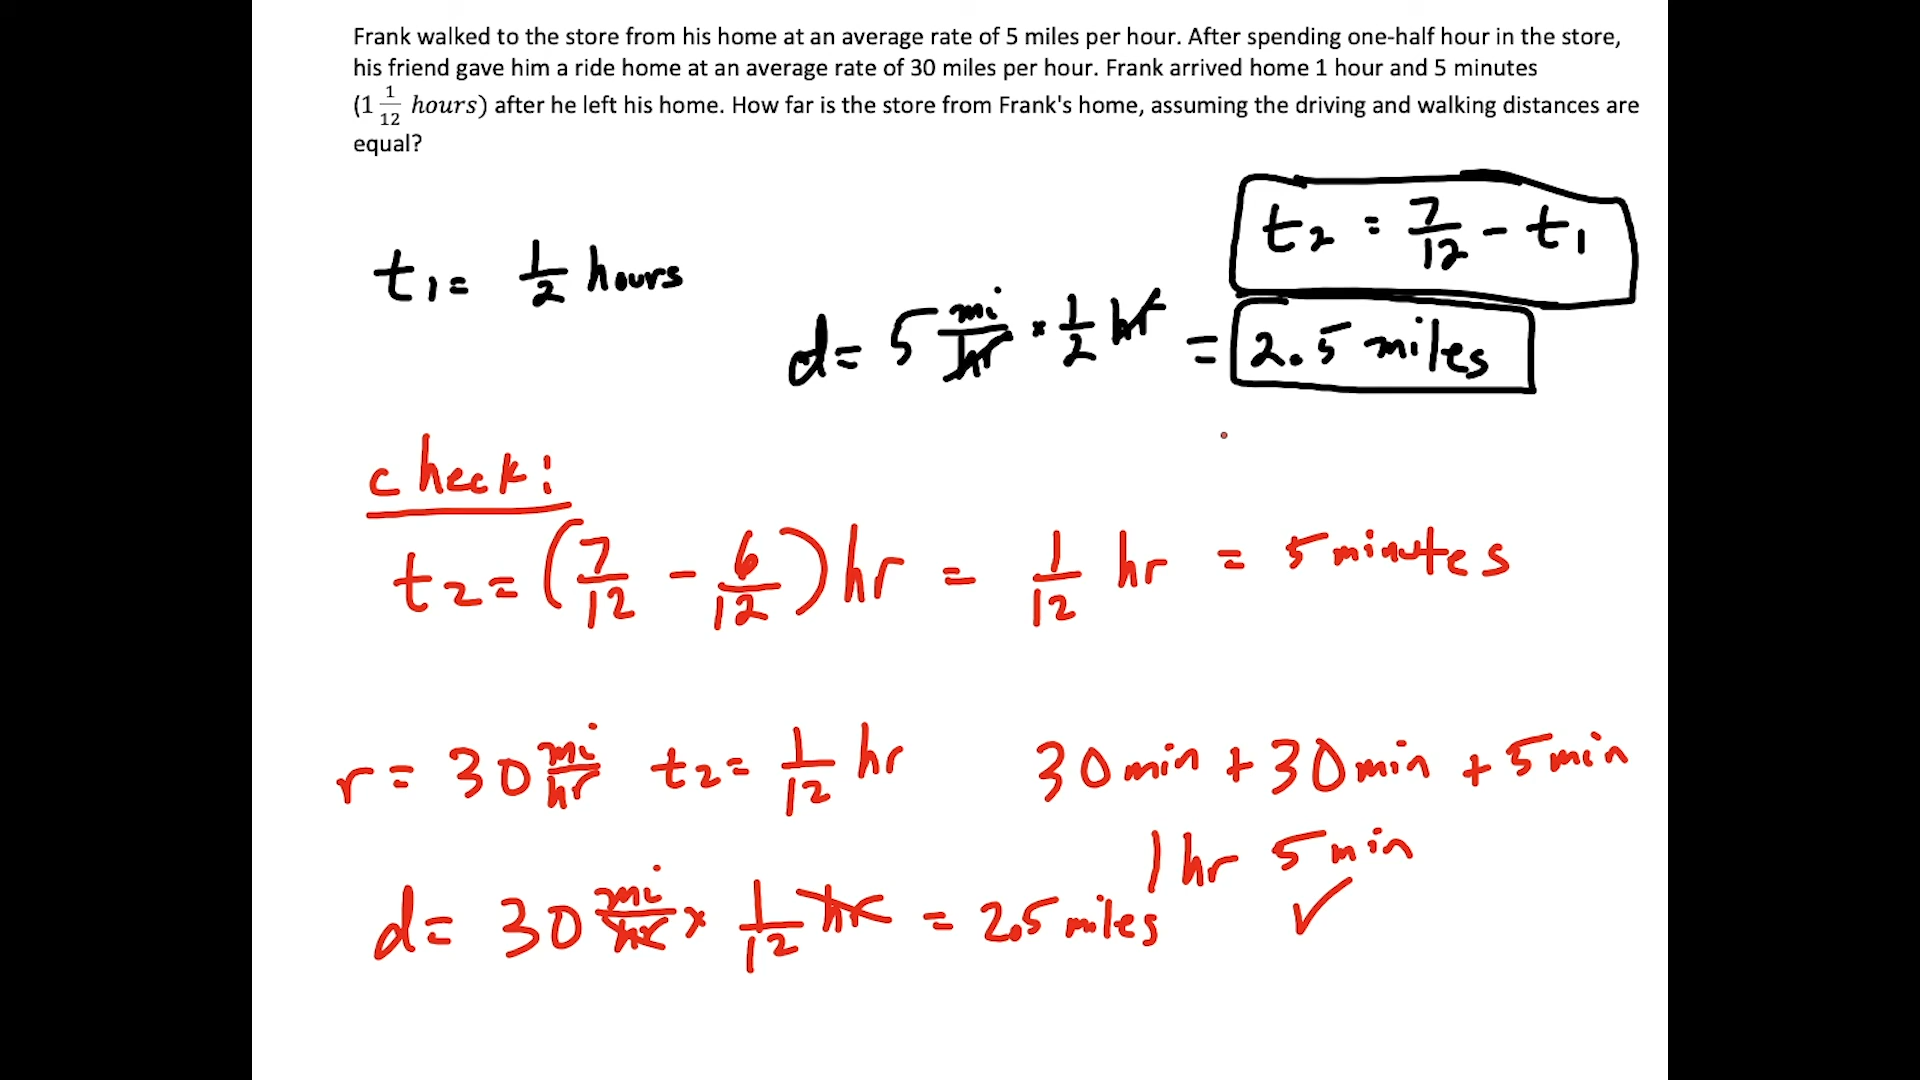 Frank walked to the store from his home at an average rate of 5 miles per hour. After spending one-half hour in the store,
his friend gave him a ride home at an average rate of 30 miles per hour. Frank arrived home 1 hour and 5 minutes
(1 1/12 hours) after he left his home. How far is the store from Frank's home, assuming the driving and walking distances are
equal?
t2 = 7/12 - t1
t1 = 1/2 hours
d = 5 mi/hr × 1/2 hr = 2.5 miles
check:
t2 = (7/12 - 6/12) hr = 1/12 hr = 5 minutes
r = 30 mi/hr t2 = 1/12 hr
30 min + 30 min + 5 min
1 hr 5 min
d = 30 mi/hr × 1/12 hr = 2.5 miles ✓